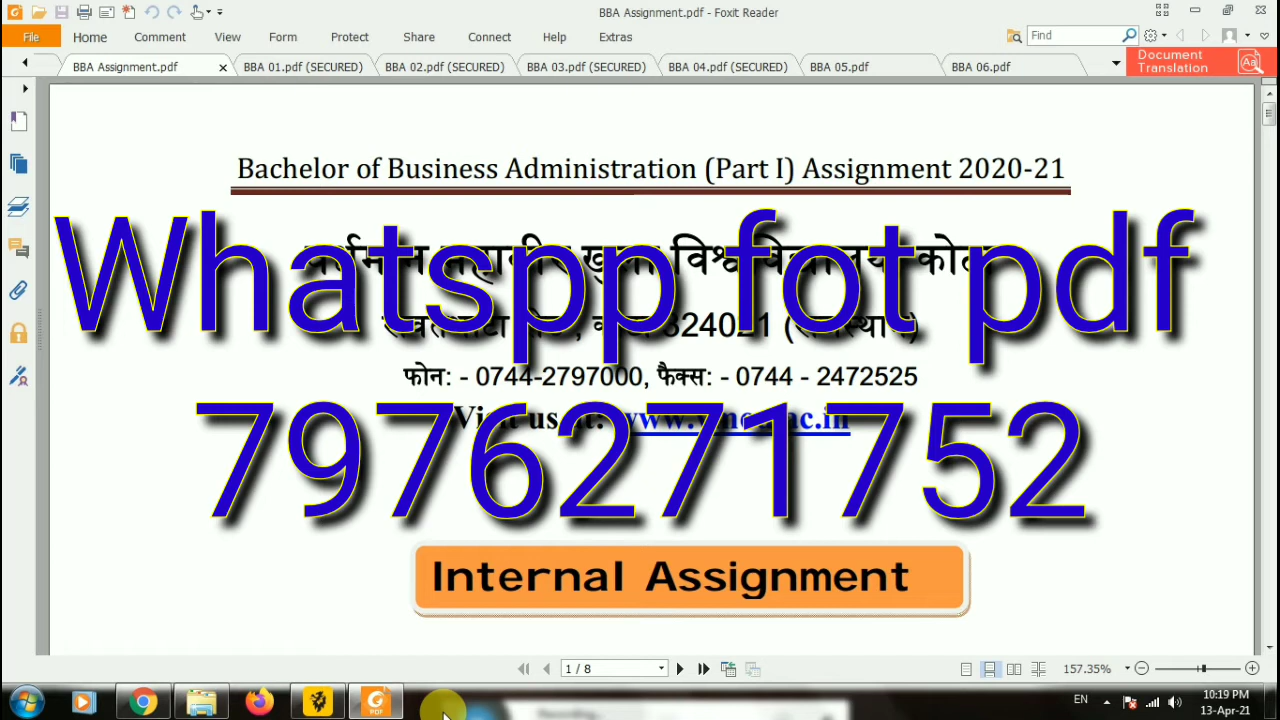 BBA Assignment.pdf - Foxit Reader
File Home Comment View Form Protect Share Connect Help Extras Find
BBA Assignment.pdf BBA 01.pdf (SECURED) BBA 02.pdf (SECURED) BBA 03.pdf (SECURED) BBA 04.pdf (SECURED) BBA 05.pdf BBA 06.pdf
Document
Translation
Bachelor of Business Administration (Part I) Assignment 2020-21
Whatspp fot pdf
फोन: - 0744-2797000, फैक्स: - 0744 - 2472525
7976271752
Internal Assignment
1 / 8
157.35%
EN
10:19 PM
13-Apr-21